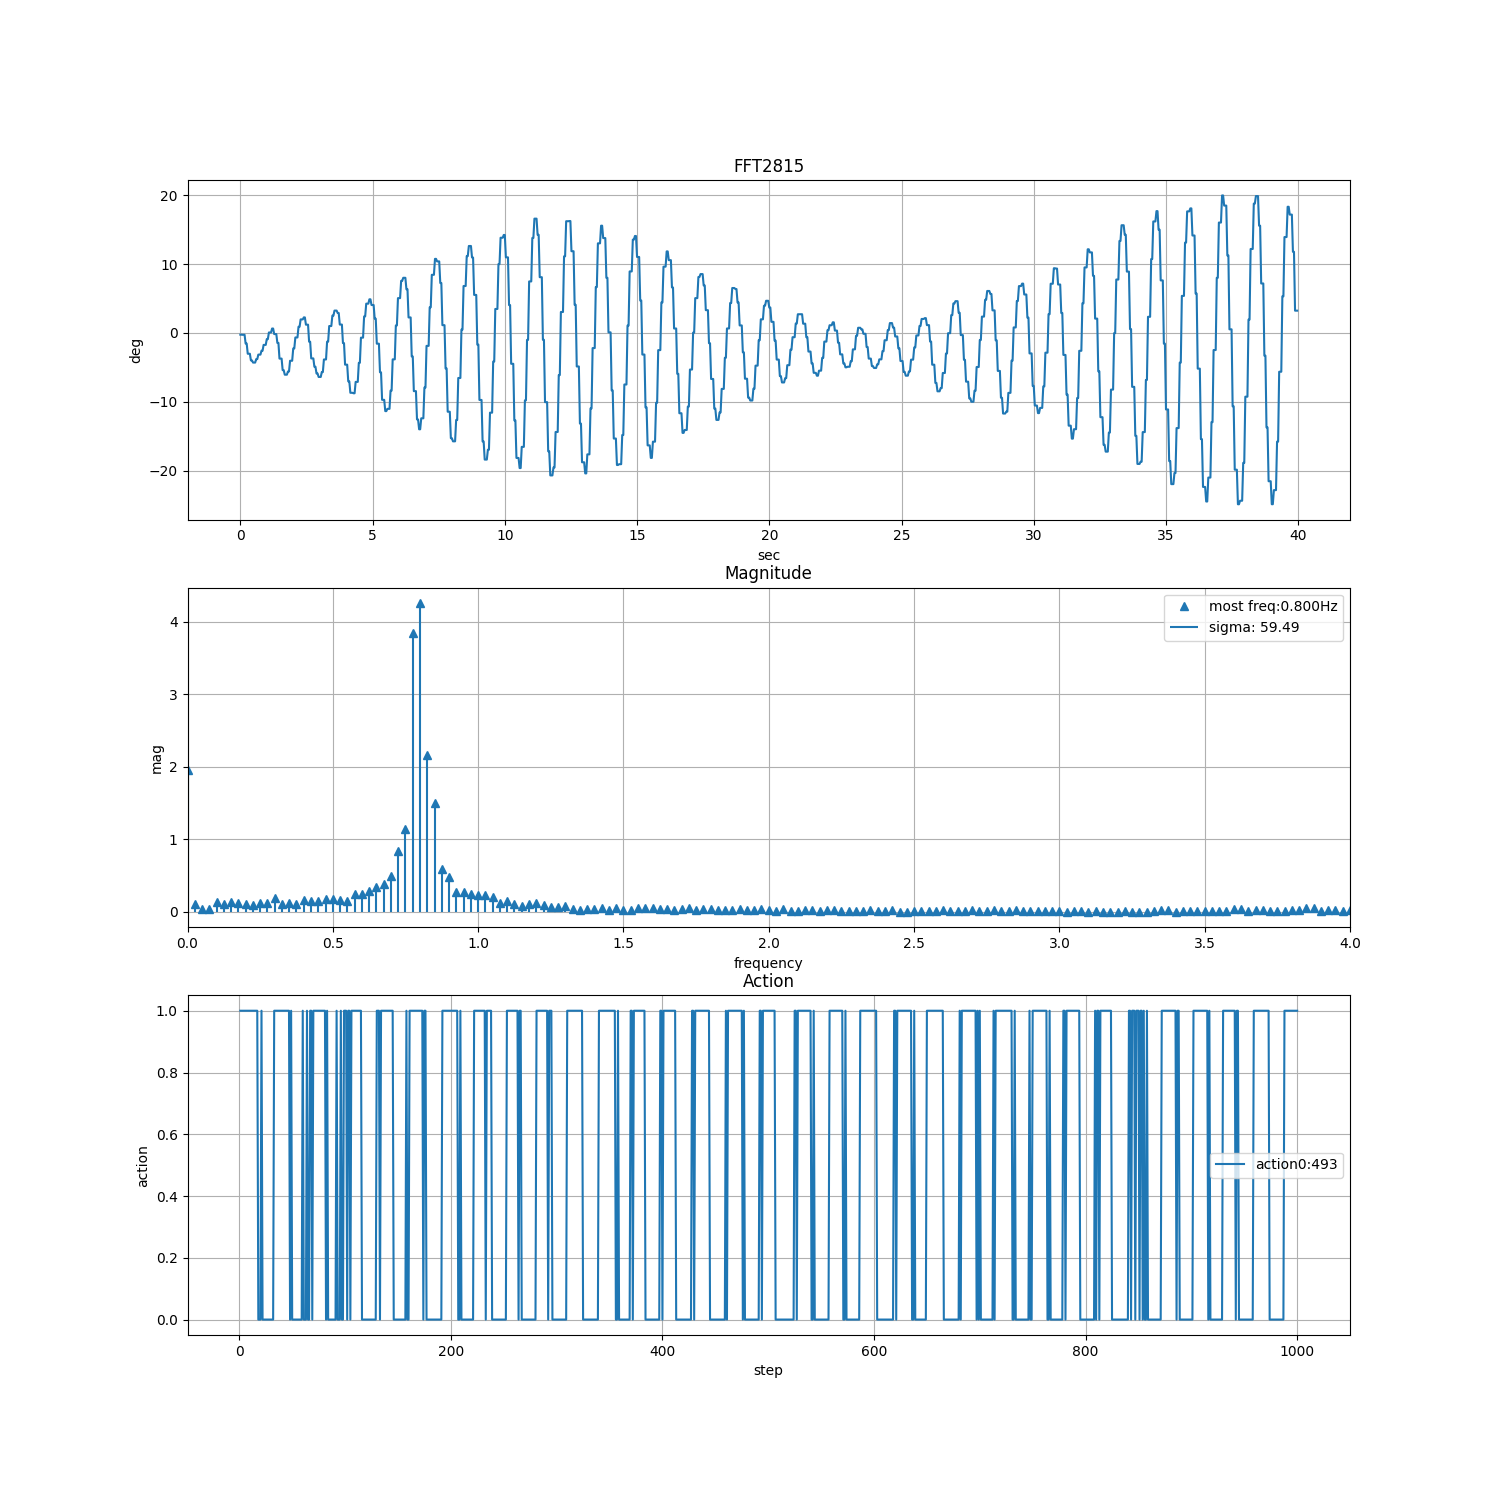 FFT2815
20
10
0
−10
−20
deg
0 5 10 15 20 25 30 35 40
sec
Magnitude
most freq:0.800Hz
sigma: 59.49
4
3
2
1
0
mag
0.0 0.5 1.0 1.5 2.0 2.5 3.0 3.5 4.0
frequency
Action
1.0
0.8
0.6
0.4
0.2
0.0
action
action0:493
0 200 400 600 800 1000
step